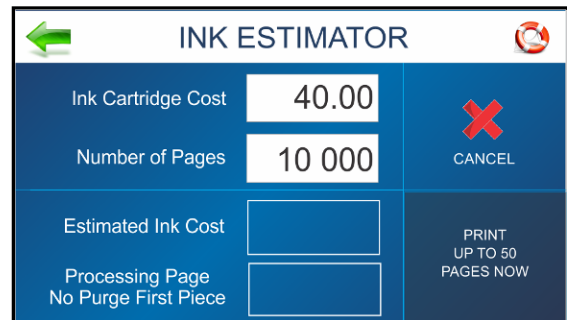 INK ESTIMATOR
Ink Cartridge Cost
40.00
Number of Pages
10 000
CANCEL
Estimated Ink Cost
Processing Page
No Purge First Piece
PRINT
UP TO 50
PAGES NOW